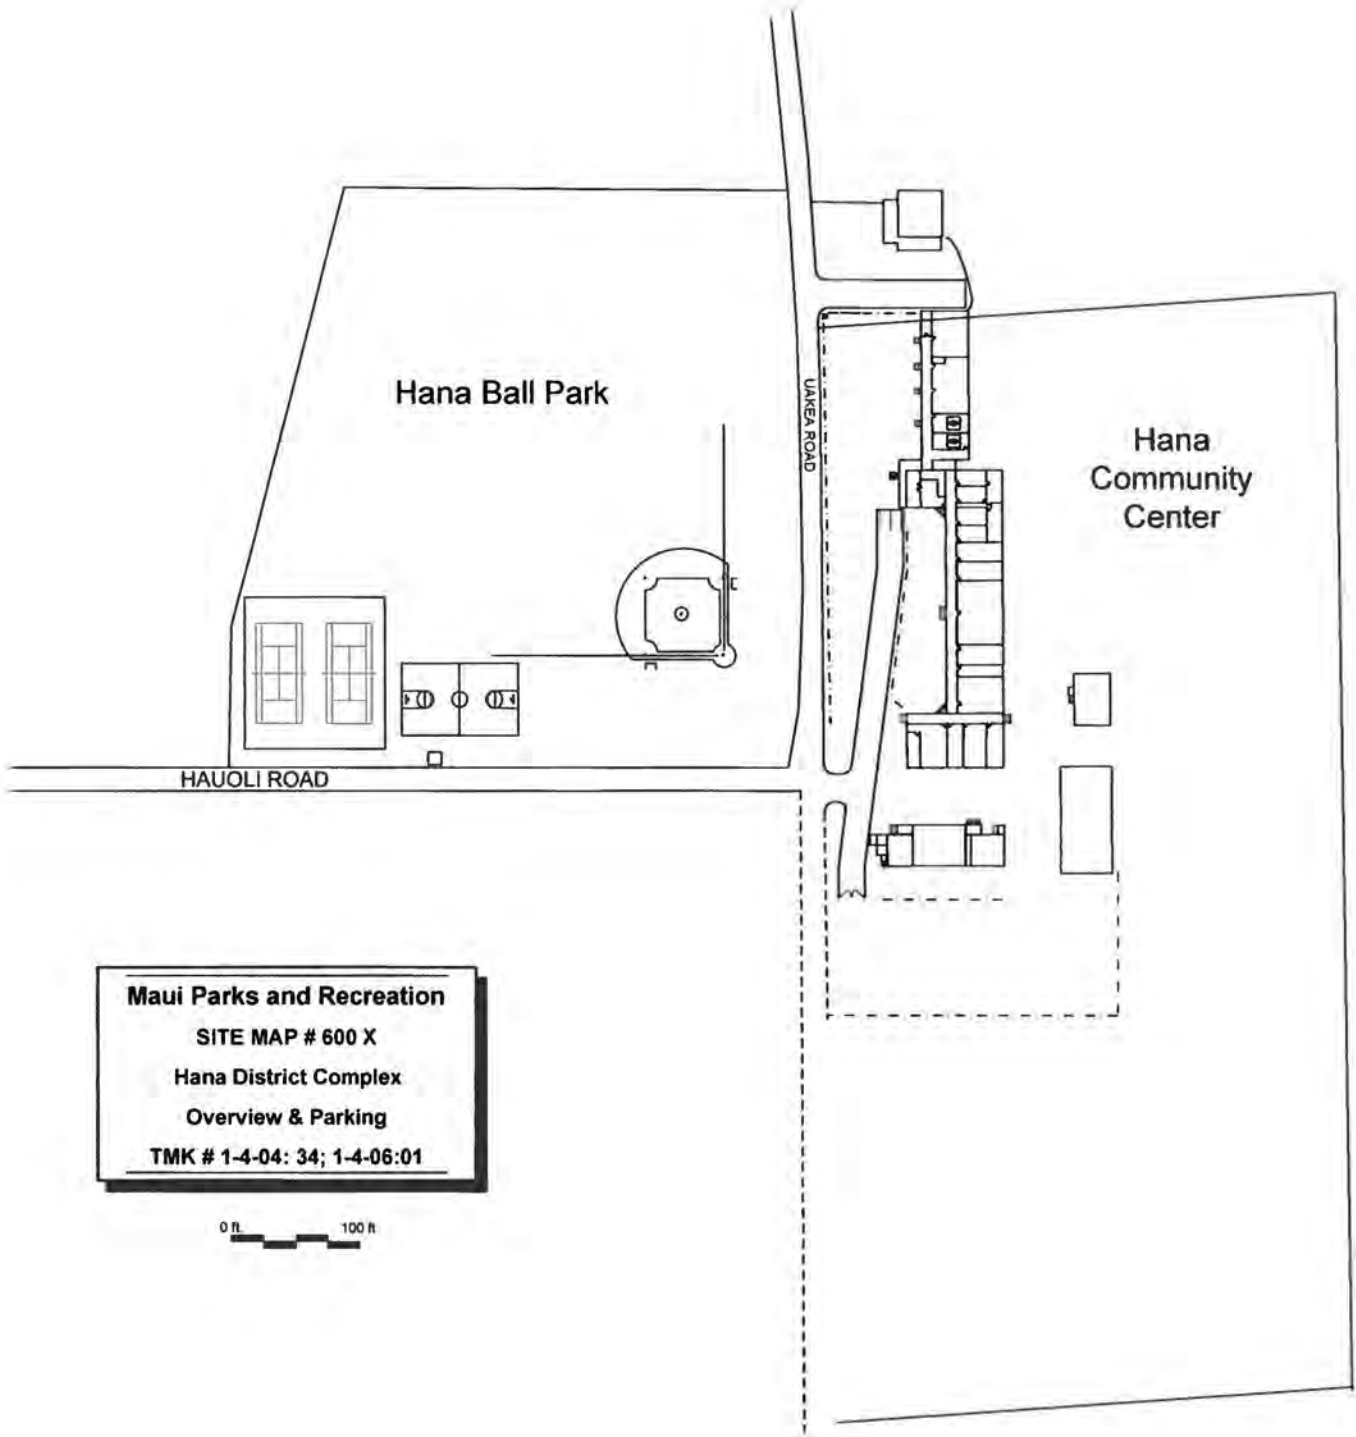 Hana Ball Park
UAKEA ROAD
Hana
Community
Center
HAUOLI ROAD
Maui Parks and Recreation
SITE MAP # 600 X
Hana District Complex
Overview & Parking
TMK # 1-4-04: 34; 1-4-06:01
0 ft. 100 ft